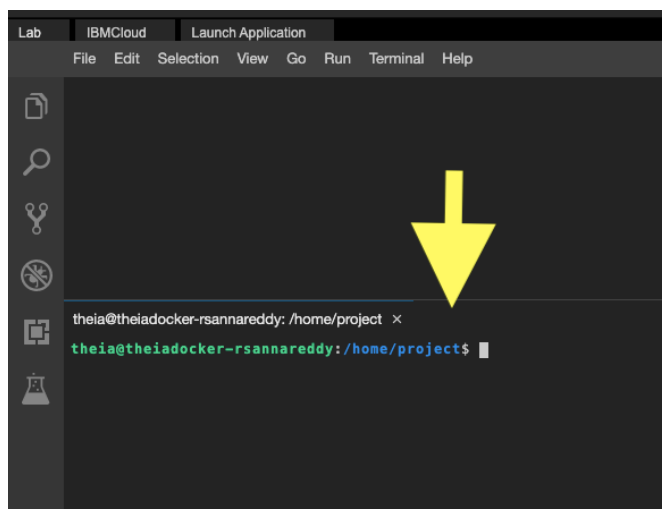 Lab IBMCloud Launch Application
File Edit Selection View Go Run Terminal Help
theia@theiadocker-rsannareddy: /home/project ×
theia@theiadocker-rsannareddy:/home/project$